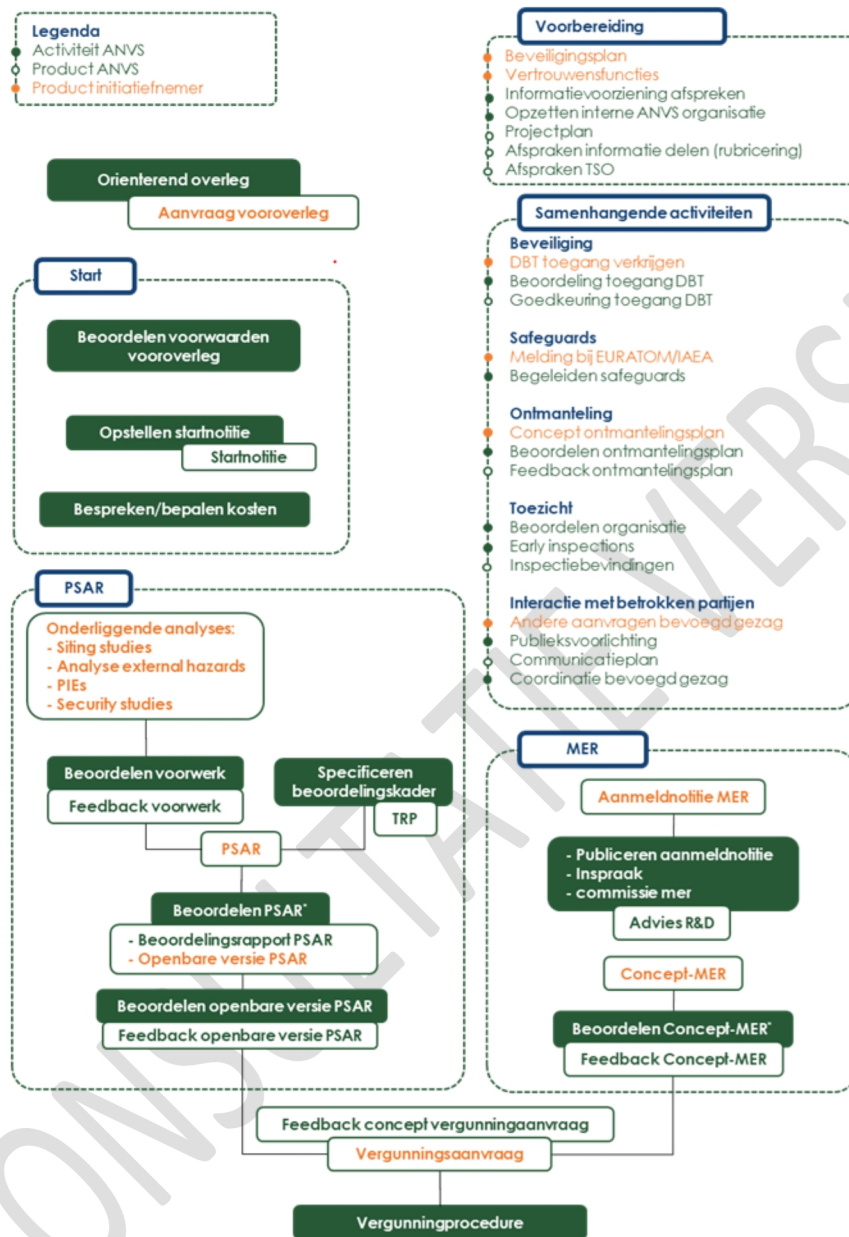 Legenda
Activiteit ANVS
Product ANVS
Product initiatiefnemer
Orienterend overleg
Aanvraag vooroverleg
Start
Beoordelen voorwaarden
vooroverleg
Opstellen startnotitie
Startnotitie
Bespreken/bepalen kosten
Voorbereiding
Beveiligingsplan
Vertrouwensfuncties
Informatievoorziening afspreken
Opzetten interne ANVS organisatie
Projectplan
Afspraken informatie delen (rubricering)
Afspraken TSO
Samenhangende activiteiten
Beveiliging
DBT toegang verkrijgen
Beoordeling toegang DBT
Goedkeuring toegang DBT
Safeguards
Melding bij EURATOM/IAEA
Begeleiden safeguards
Ontmanteling
Concept ontmantelingsplan
Beoordelen ontmantelingsplan
Feedback ontmantelingsplan
Toezicht
Beoordelen organisatie
Early inspections
Inspectiebevindingen
Interactie met betrokken partijen
Andere aanvragen bevoegd gezag
Publieksvoorlichting
Communicatieplan
Coordinatie bevoegd gezag
PSAR
Onderliggende analyses:
- Siting studies
- Analyse external hazards
- PIEs
- Security studies
Beoordelen voorwerk
Feedback voorwerk
Specificeren
beoordelingskader
TRP
PSAR
Beoordelen PSAR*
- Beoordelingsrapport PSAR
- Openbare versie PSAR
Beoordelen openbare versie PSAR
Feedback openbare versie PSAR
MER
Aanmeldnotitie MER
- Publiceren aanmeldnotitie
- Inspraak
- commissie mer
Advies R&D
Concept-MER
Beoordelen Concept-MER*
Feedback Concept-MER
Feedback concept vergunningaanvraag
Vergunningsaanvraag
Vergunningprocedure
ONSULTATIE VERS